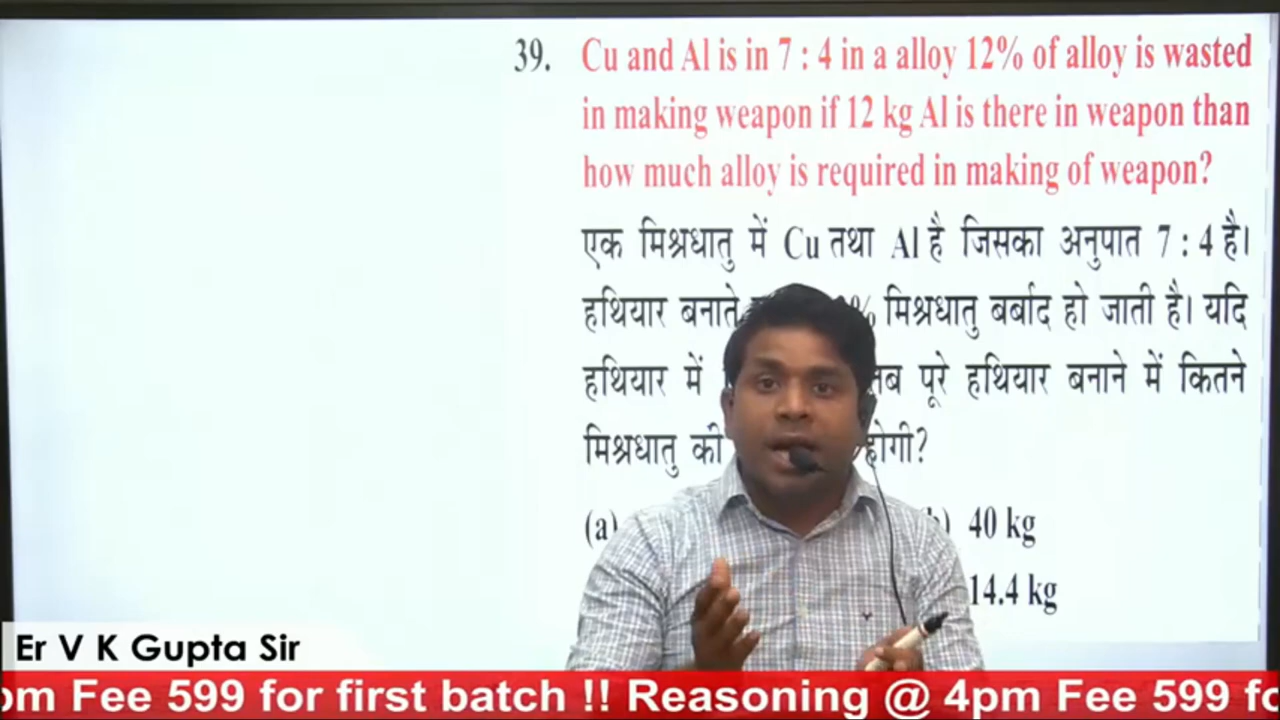 39. Cu and Al is in 7 : 4 in a alloy 12% of alloy is wasted
in making weapon if 12 kg Al is there in weapon than
how much alloy is required in making of weapon?
एक मिश्रधातु में Cu तथा Al है जिसका अनुपात 7 : 4 है।
हथियार बनाते % मिश्रधातु बर्बाद हो जाती है। यदि
हथियार में तब पूरे हथियार बनाने में कितने
मिश्रधातु की होगी?
(a) 40 kg
14.4 kg
Er V K Gupta Sir
om Fee 599 for first batch !! Reasoning @ 4pm Fee 599 fo